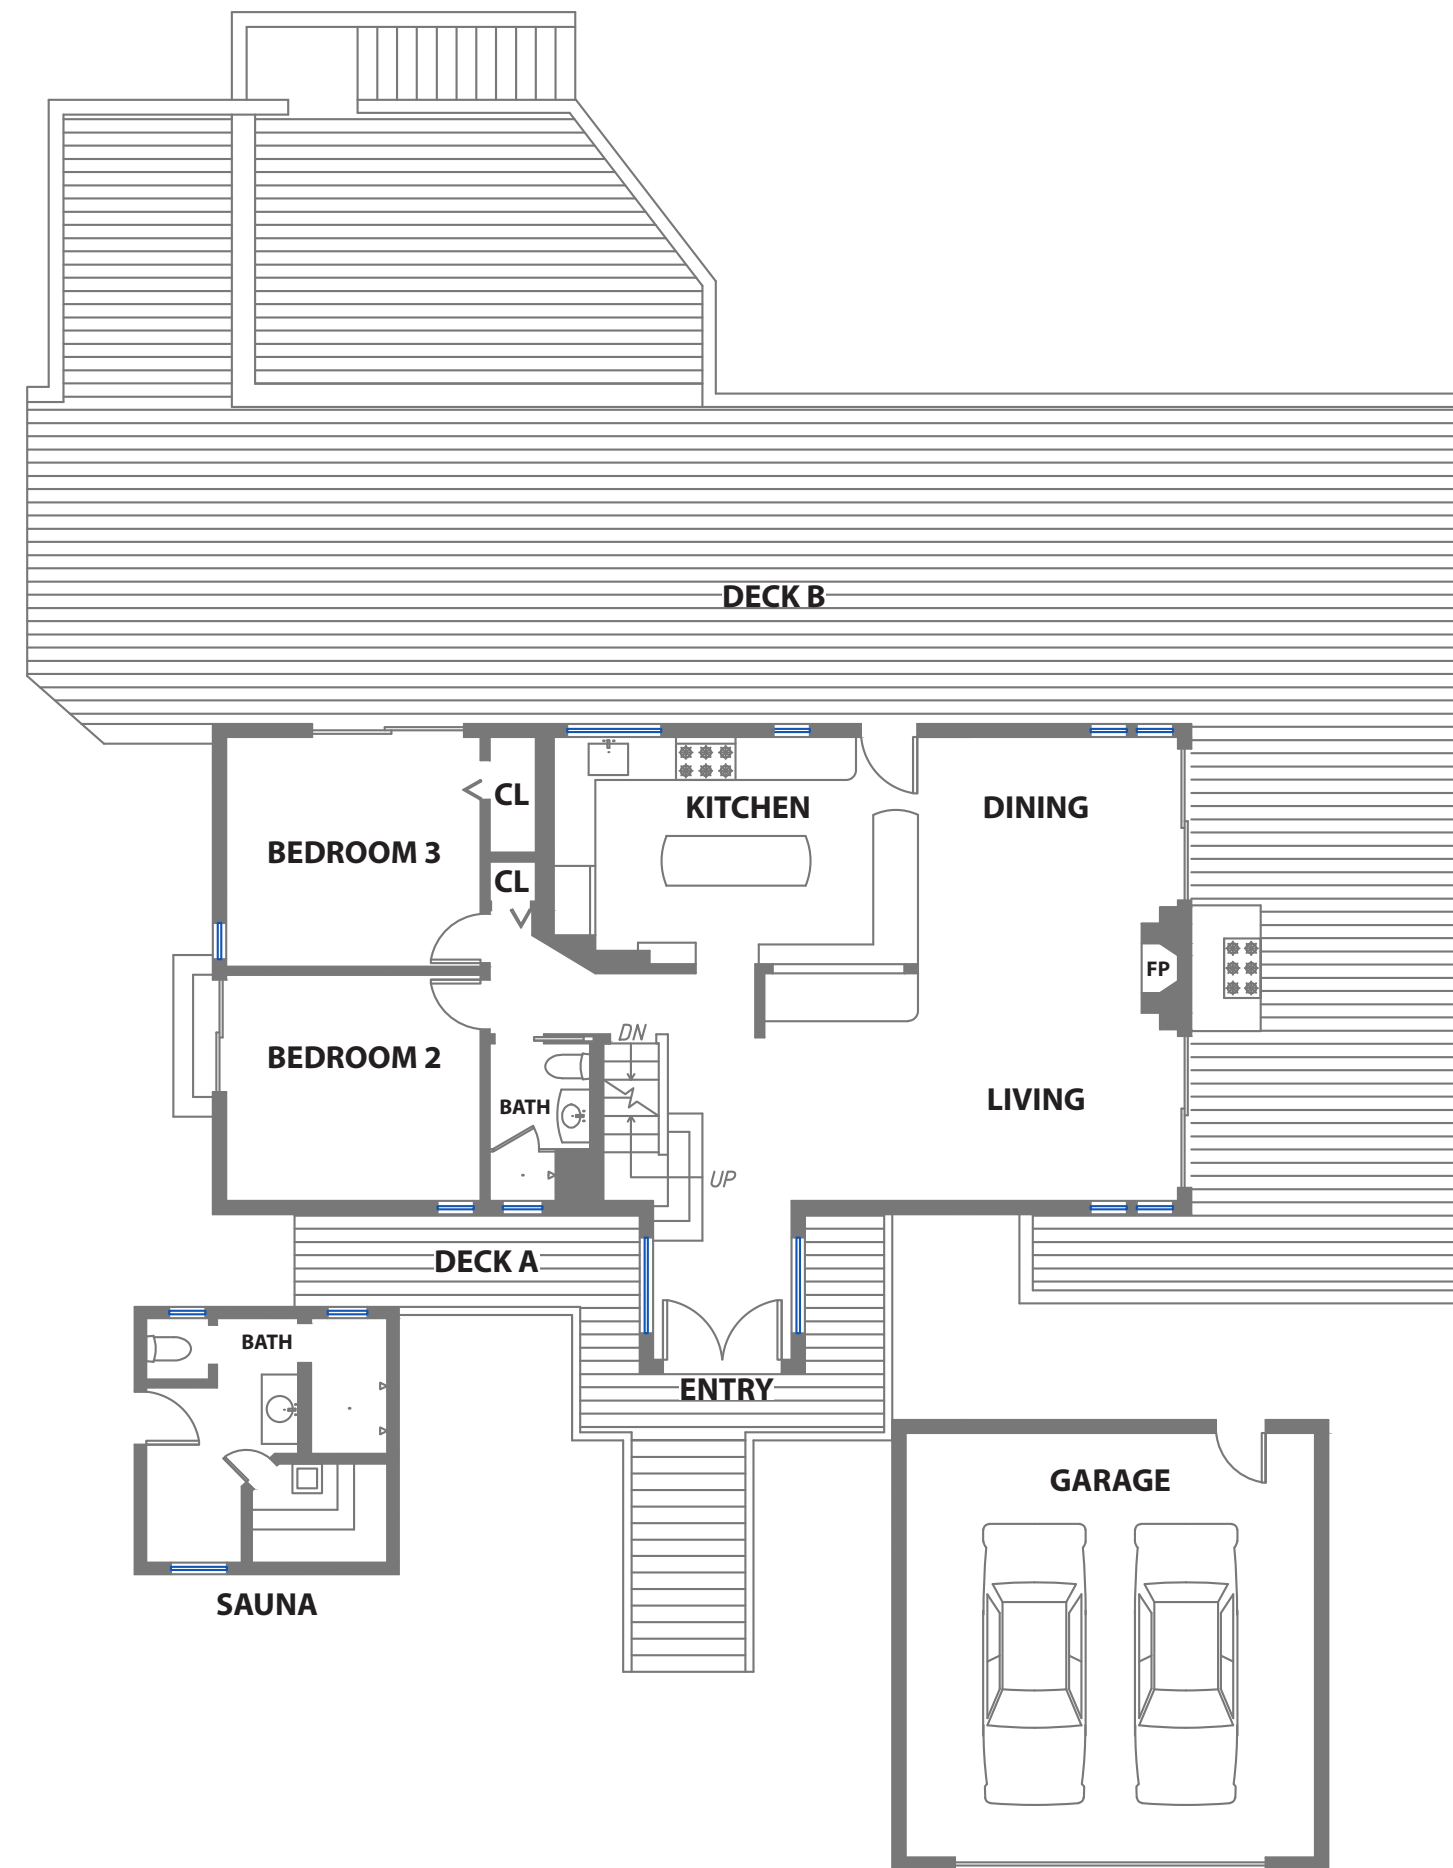 DECK B
CL
KITCHEN
DINING
BEDROOM 3
CL
FP
DN
BEDROOM 2
BATH
LIVING
UP
DECK A
BATH
ENTRY
GARAGE
SAUNA